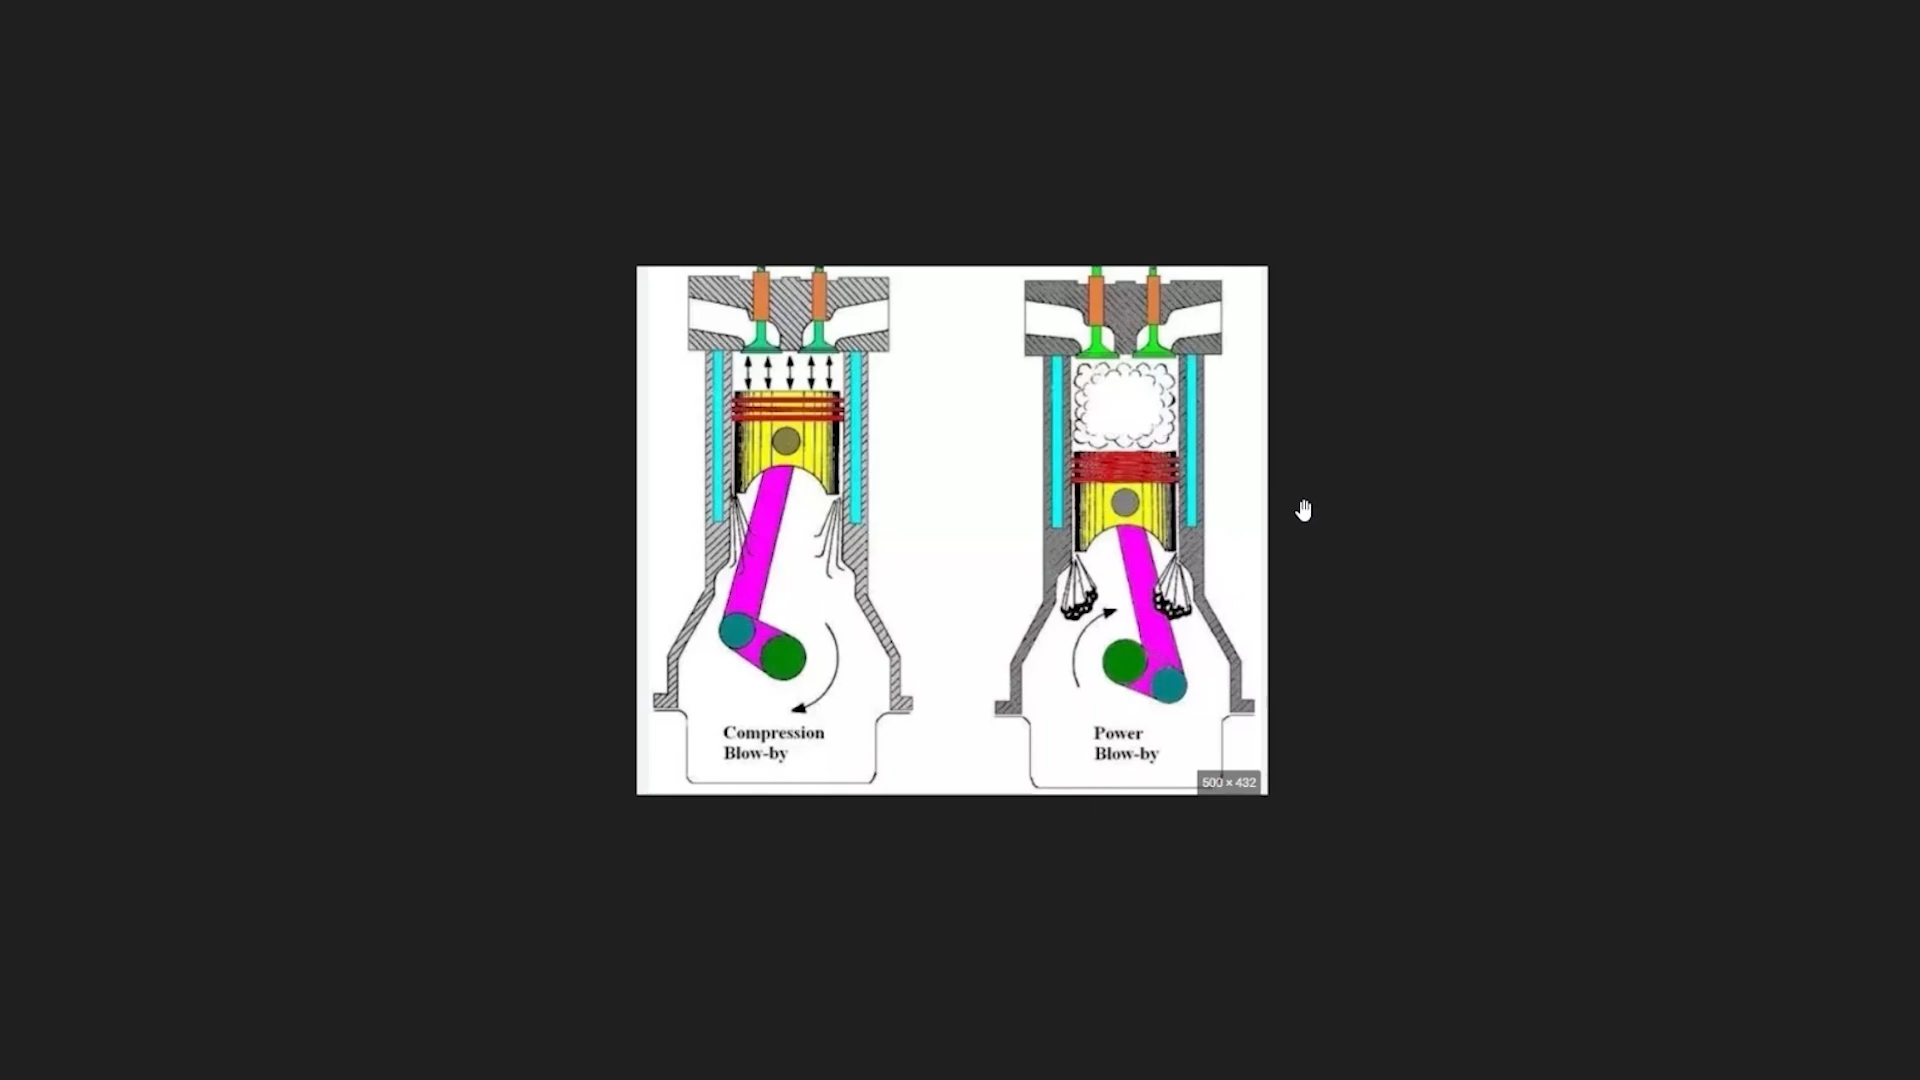 Compression
Blow-by
Power
Blow-by
500 × 432